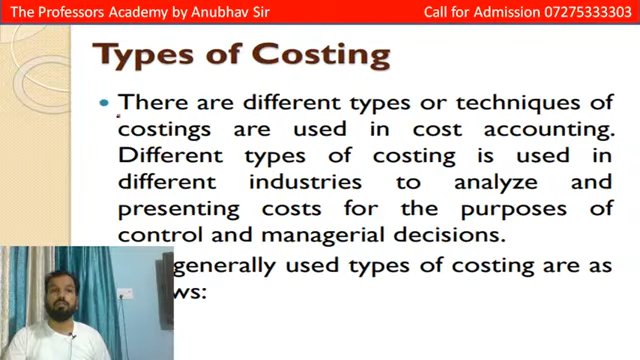 The Professors Academy by Anubhav Sir
Call for Admission 07275333303
Types of Costing
• There are different types or techniques of
costings are used in cost accounting.
Different types of costing is used in
different industries to analyze and
presenting costs for the purposes of
control and managerial decisions.
generally used types of costing are as
ws: